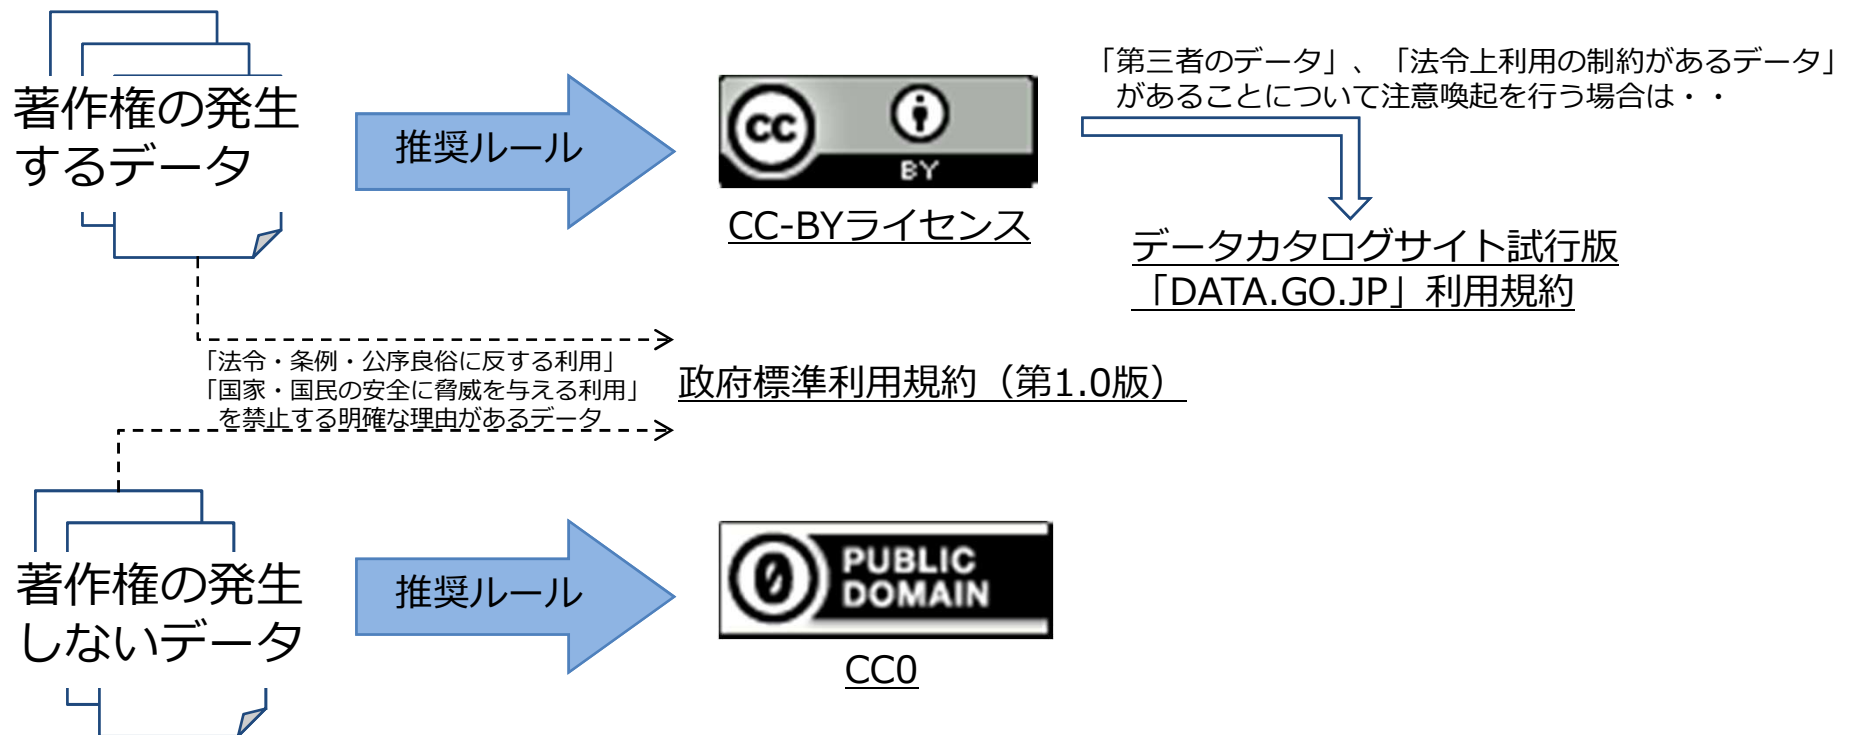 著作権の発生
するデータ
推奨ルール
cc
BY
CC-BYライセンス
「第三者のデータ」、「法令上利用の制約があるデータ」
があることについて注意喚起を行う場合は・・
データカタログサイト試行版
「DATA.GO.JP」利用規約
「法令・条例・公序良俗に反する利用」
「国家・国民の安全に脅威を与える利用」
を禁止する明確な理由があるデータ
政府標準利用規約（第1.0版）
著作権の発生
しないデータ
推奨ルール
0
PUBLIC
DOMAIN
CC0